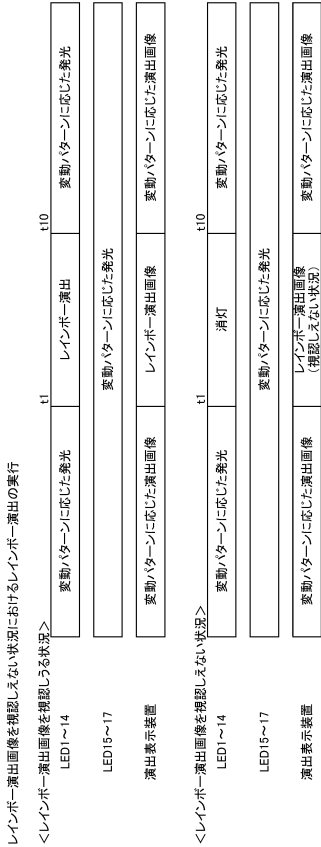 レインボー演出画像を視認しえない状況におけるレインボー演出の実行
＜レインボー演出画像を視認しうる状況＞
t1
t10
LED1～14
変動パターンに応じた発光
レインボー演出
変動パターンに応じた発光
LED15～17
変動パターンに応じた発光
演出表示装置
変動パターンに応じた演出画像
レインボー演出画像
変動パターンに応じた演出画像
＜レインボー演出画像を視認しえない状況＞
t1
t10
LED1～14
変動パターンに応じた発光
消灯
変動パターンに応じた発光
LED15～17
変動パターンに応じた発光
演出表示装置
変動パターンに応じた演出画像
レインボー演出画像
（視認しえない状況）
変動パターンに応じた演出画像